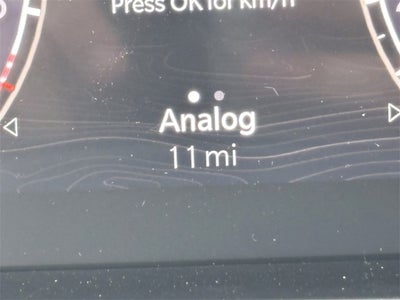 Press OK for km/h
Analog
11 mi